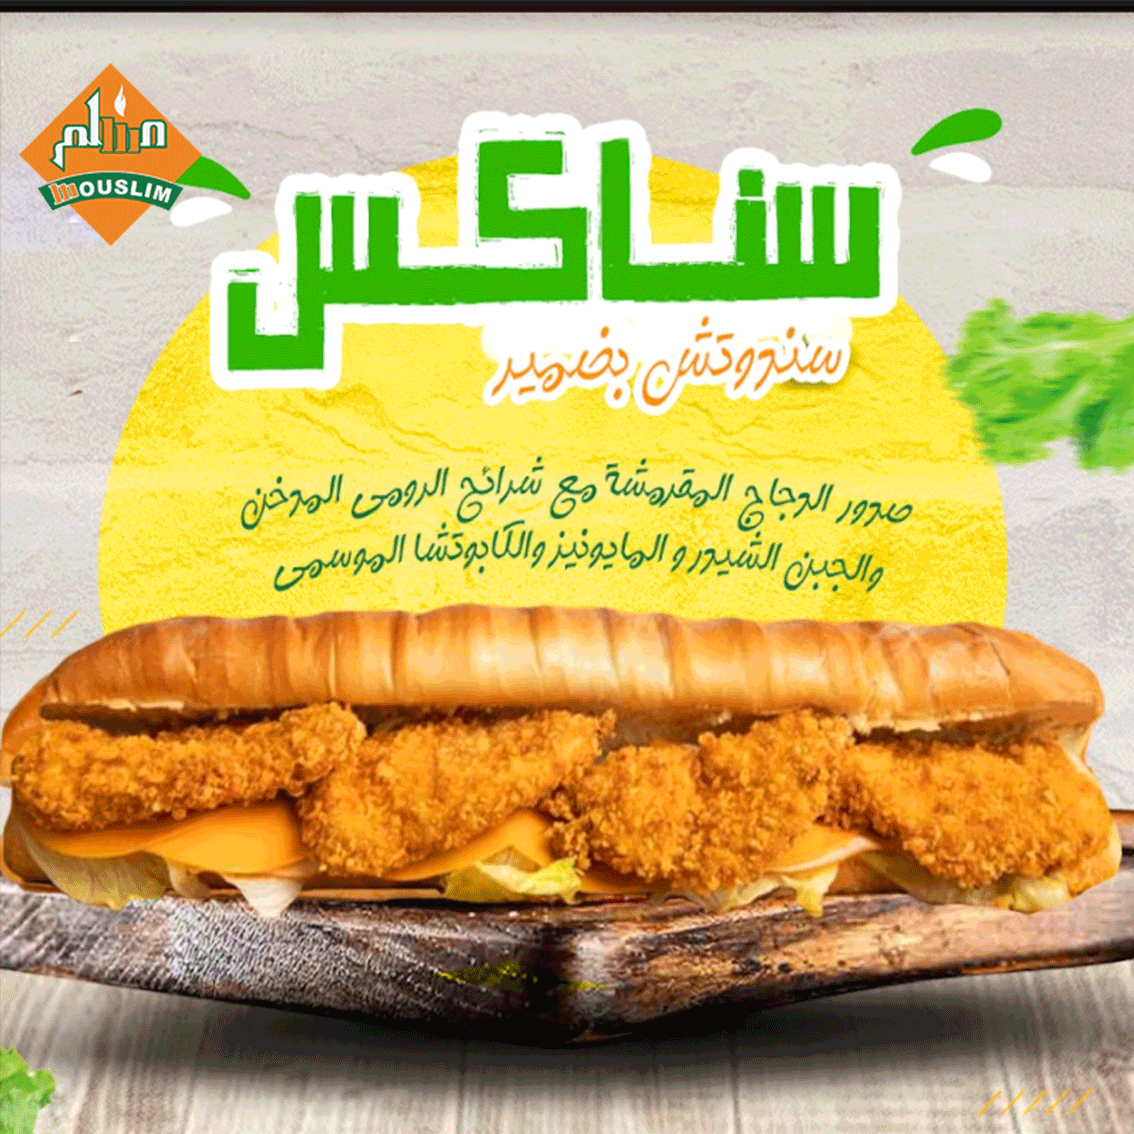 مسلم
MOUSLIM
سناكس
سندوتش بضمير
صدور الدجاج المقرمشة مع شرائح الرومى المدخن
والجبن الشيدر و المايونيز والكابوتشا الموسمى